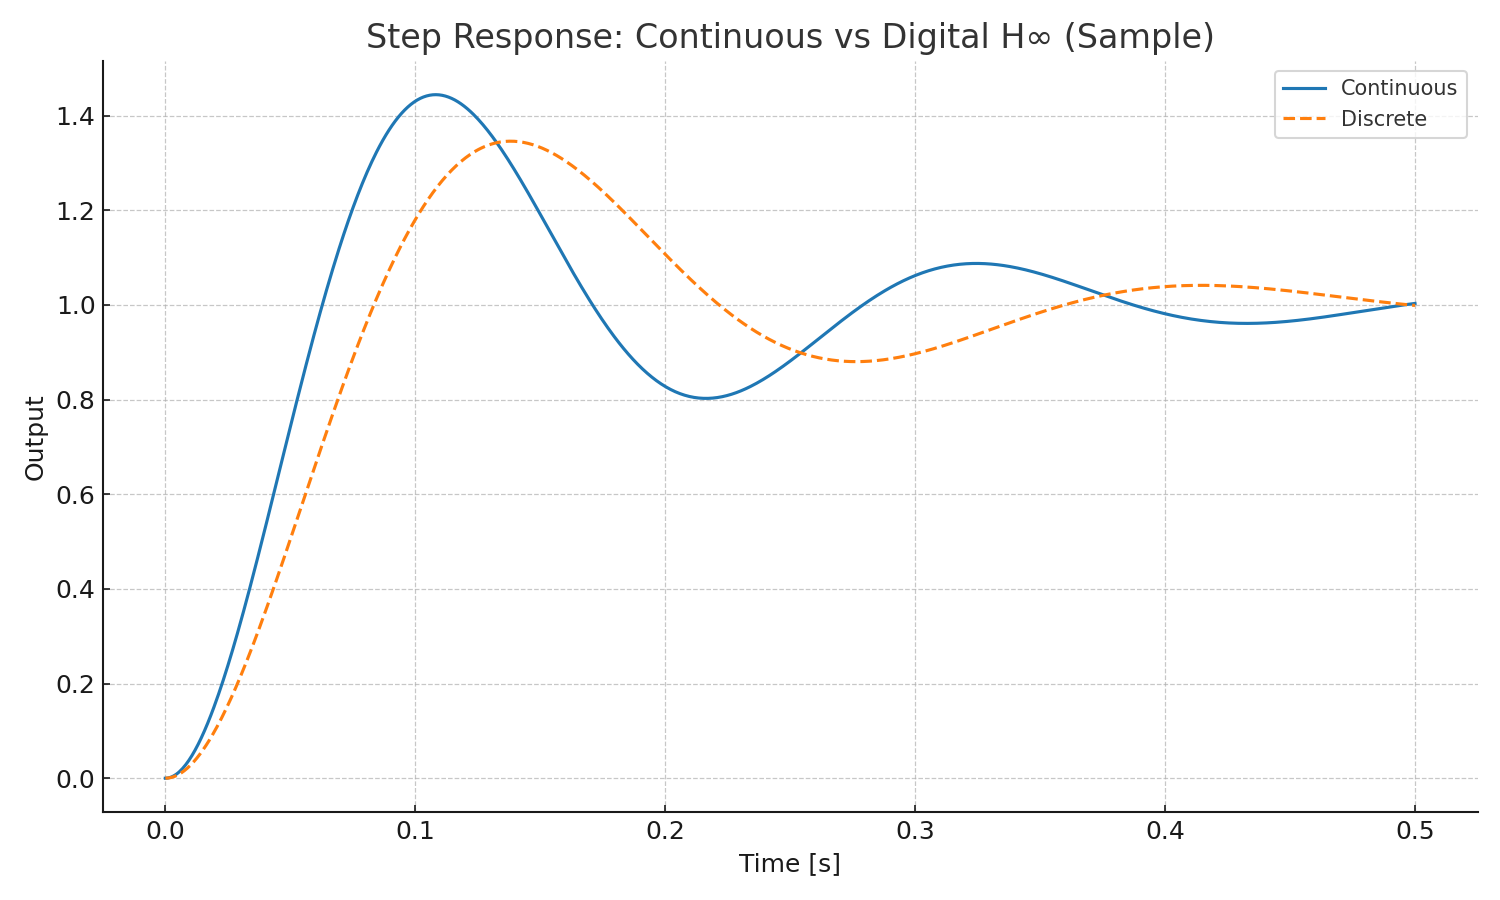 Step Response: Continuous vs Digital H∞ (Sample)
Continuous
Discrete
1.4
1.2
1.0
0.8
0.6
0.4
0.2
0.0
Output
0.0 0.1 0.2 0.3 0.4 0.5
Time [s]